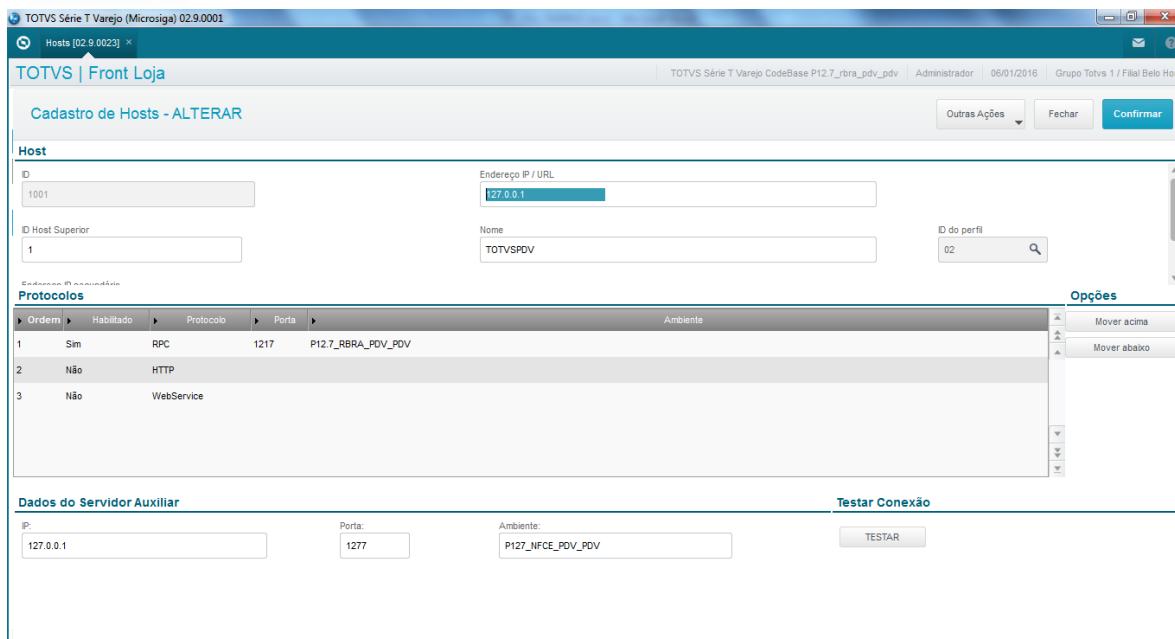 TOTVS Série T Varejo (Microsiga) 02.9.0001
Hosts [02.9.0023] ×
TOTVS | Front Loja
TOTVS Série T Varejo CodeBase P12.7_rbra_pdv_pdv Administrador 06/01/2016 Grupo Totvs 1 / Filial Belo Ho
Cadastro de Hosts - ALTERAR
Outras Ações Fechar Confirmar
Host
ID Endereço IP / URL
1001 127.0.0.1
ID Host Superior Nome ID do perfil
1 TOTVSPDV 02
Endereço IP secundário
Protocolos Opções
Ordem Habilitado Protocolo Porta Ambiente
Mover acima
1 Sim RPC 1217 P12.7_RBRA_PDV_PDV
Mover abaixo
2 Não HTTP
3 Não WebService
Dados do Servidor Auxiliar Testar Conexão
IP: Porta: Ambiente:
127.0.0.1 1277 P127_NFCE_PDV_PDV TESTAR